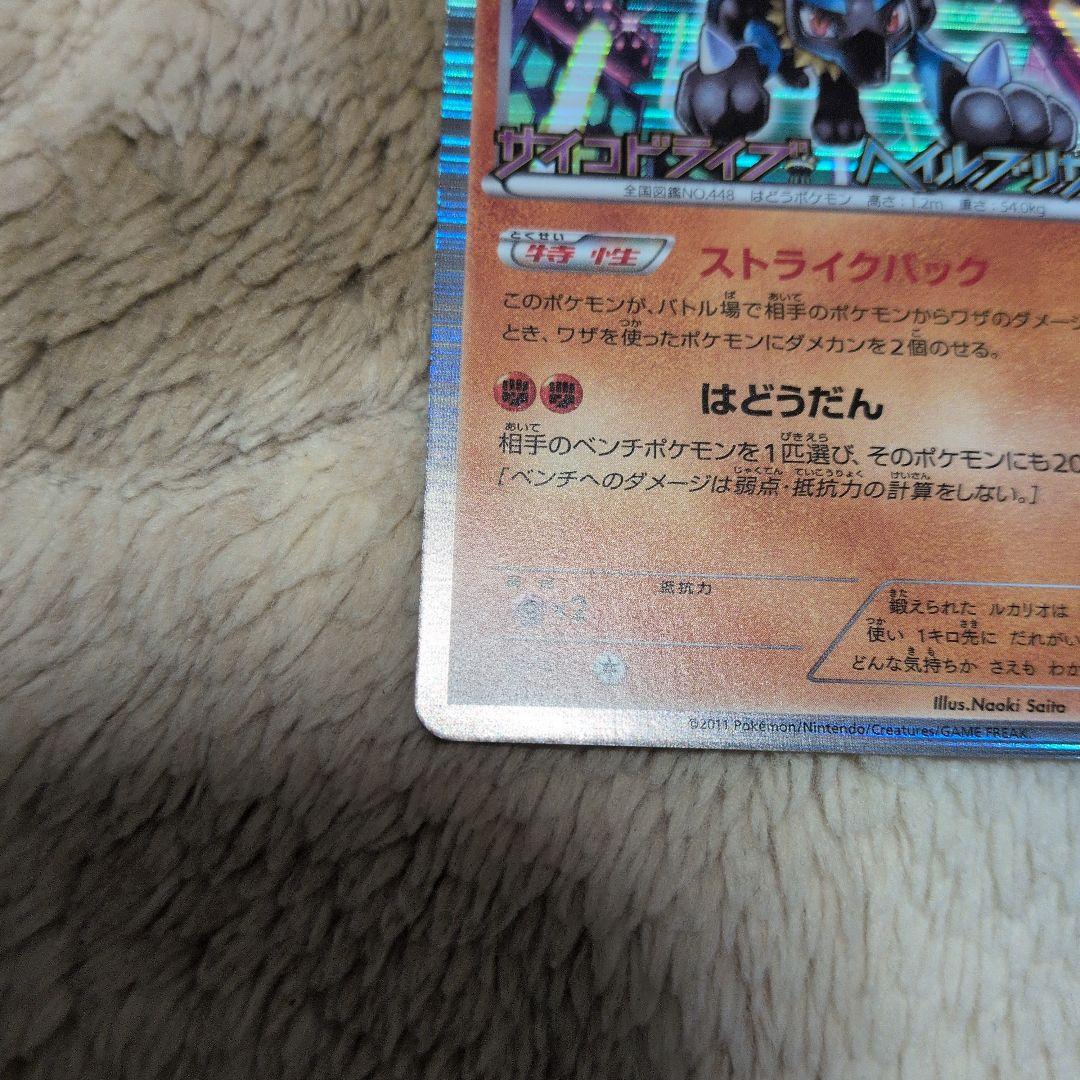 サイコドライブ ヘイルブリザ
全国図鑑NO.448 はどうポケモン 高さ:1.2m 重さ:54.0kg
とくせい
特性 ストライクバック
ば あいて
このポケモンが、バトル場で相手のポケモンからワザのダメージ
つか こ
とき、ワザを使ったポケモンにダメカンを2個のせる。
はどうだん
あいて ぴきえら
相手のベンチポケモンを1匹選び、そのポケモンにも20
じゃくてん ていこうりょく けいさん
[ベンチへのダメージは弱点・抵抗力の計算をしない。]
弱点 抵抗力
×2
きた
鍛えられた ルカリオは
つか さき
使い 1キロ先に だれがい
き も
どんな気持ちか さえも わか
Illus.Naoki Saito
©2011 Pokémon/Nintendo/Creatures/GAME FREAK.